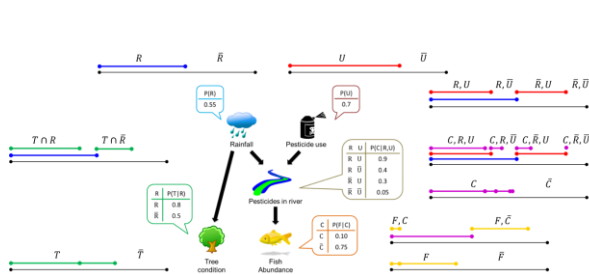 R R̄ U Ū
P(R)
0.55
P(U)
0.7
R, U R, Ū R̄, U R̄, Ū
Rainfall Pesticide use
T ∩ R T ∩ R̄
R U P(C|R,U)
R U 0.9
R Ū 0.4
R̄ U 0.3
R̄ Ū 0.05
C, R, U C, R, Ū C, R̄, U C, R̄, Ū
C C̄
R P(T|R)
R 0.8
R̄ 0.5
Pesticides in river
C P(F|C)
C 0.10
C̄ 0.75
F, C F, C̄
T T̄
Tree
condition
Fish
Abundance
F F̄